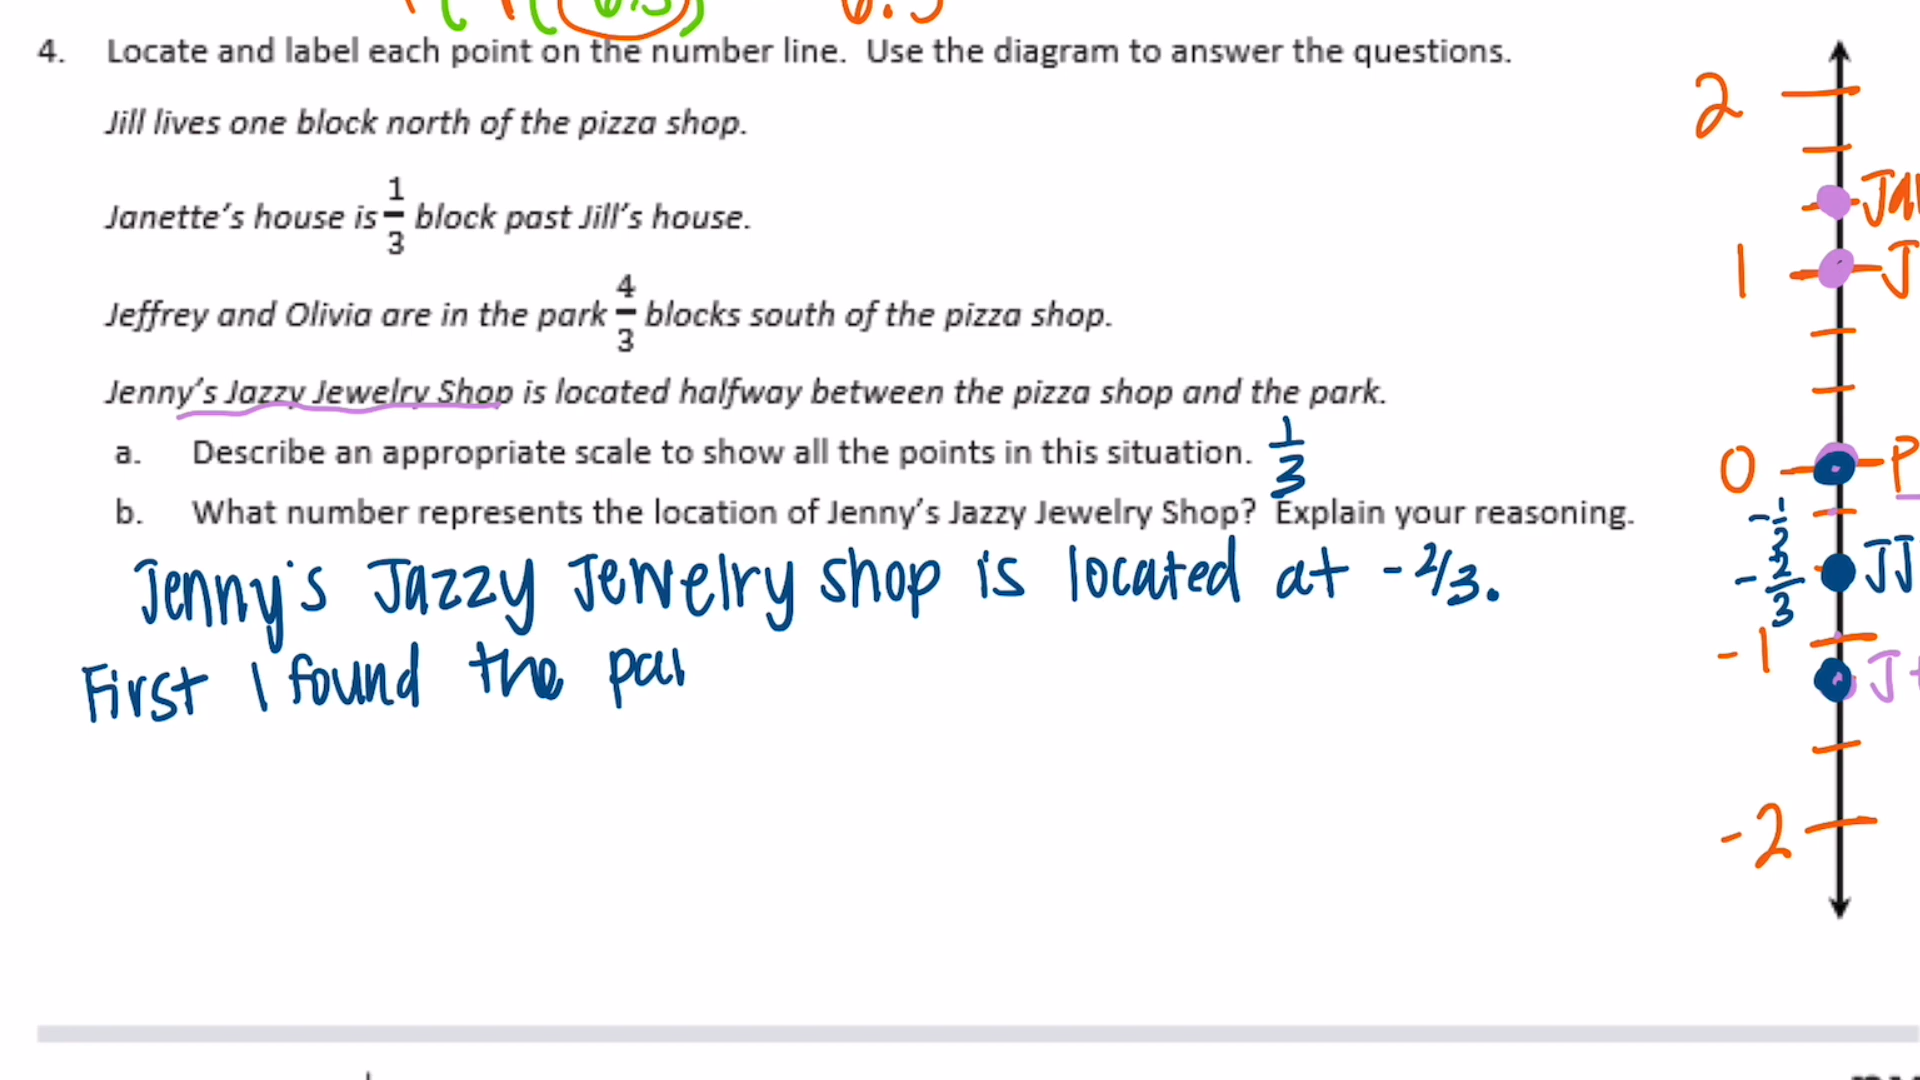 4. Locate and label each point on the number line. Use the diagram to answer the questions.
Jill lives one block north of the pizza shop.
Janette's house is 1/3 block past Jill's house.
Jeffrey and Olivia are in the park 4/3 blocks south of the pizza shop.
Jenny's Jazzy Jewelry Shop is located halfway between the pizza shop and the park.
a. Describe an appropriate scale to show all the points in this situation. 1/3
b. What number represents the location of Jenny's Jazzy Jewelry Shop? Explain your reasoning.
Jenny's Jazzy Jewelry shop is located at -2/3.
First I found the par
2
1
J
0
P
JJ
-2/3
-1
J+
-2